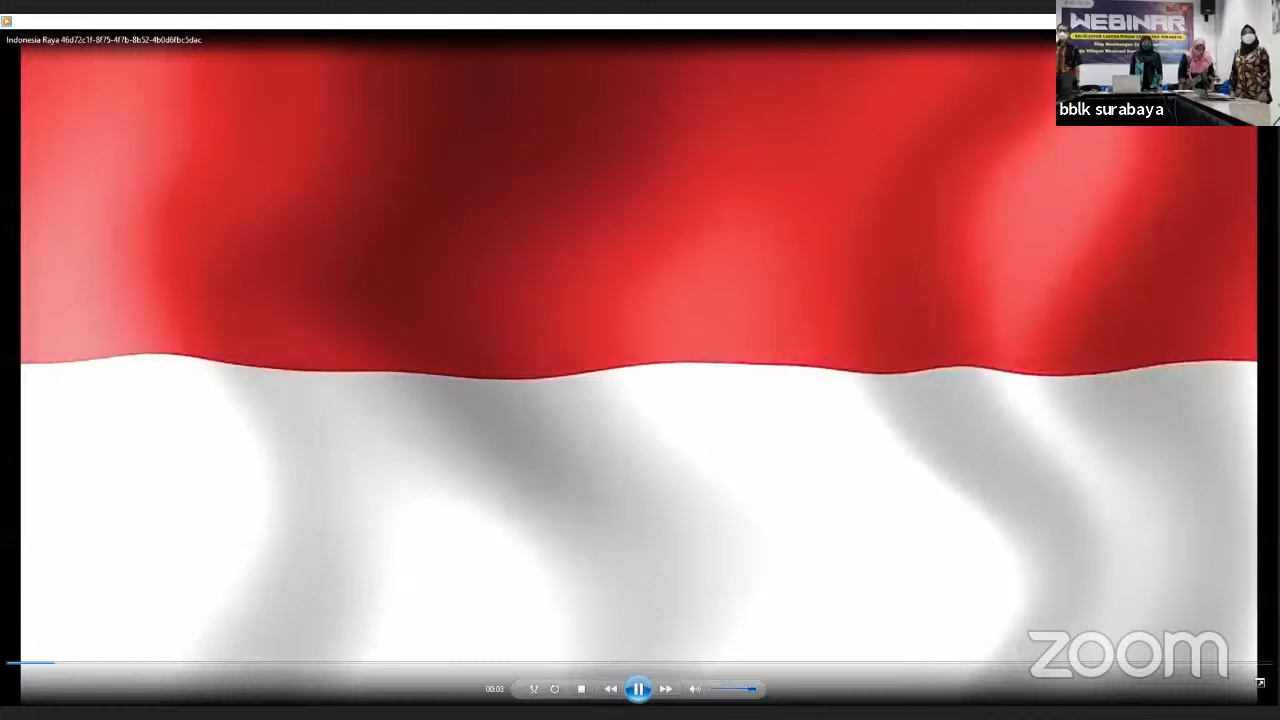 Indonesia Raya 46d72c1f-8f75-4f7b-8b52-4b0d6fbc5dac
WEBINAR
bblk surabaya
zoom
00:03